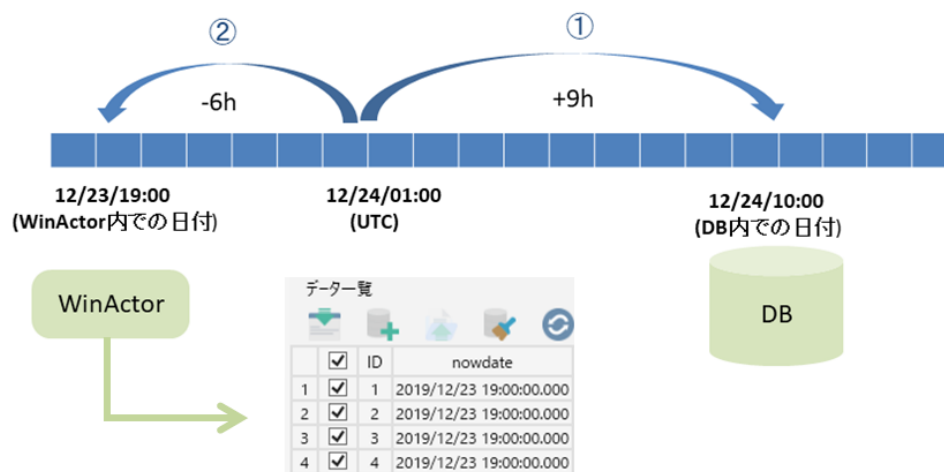 ②
①
-6h
+9h
12/23/19:00
(WinActor内での日付)
12/24/01:00
(UTC)
12/24/10:00
(DB内での日付)
WinActor
DB
データ一覧
ID nowdate
1 1 2019/12/23 19:00:00.000
2 2 2019/12/23 19:00:00.000
3 3 2019/12/23 19:00:00.000
4 4 2019/12/23 19:00:00.000